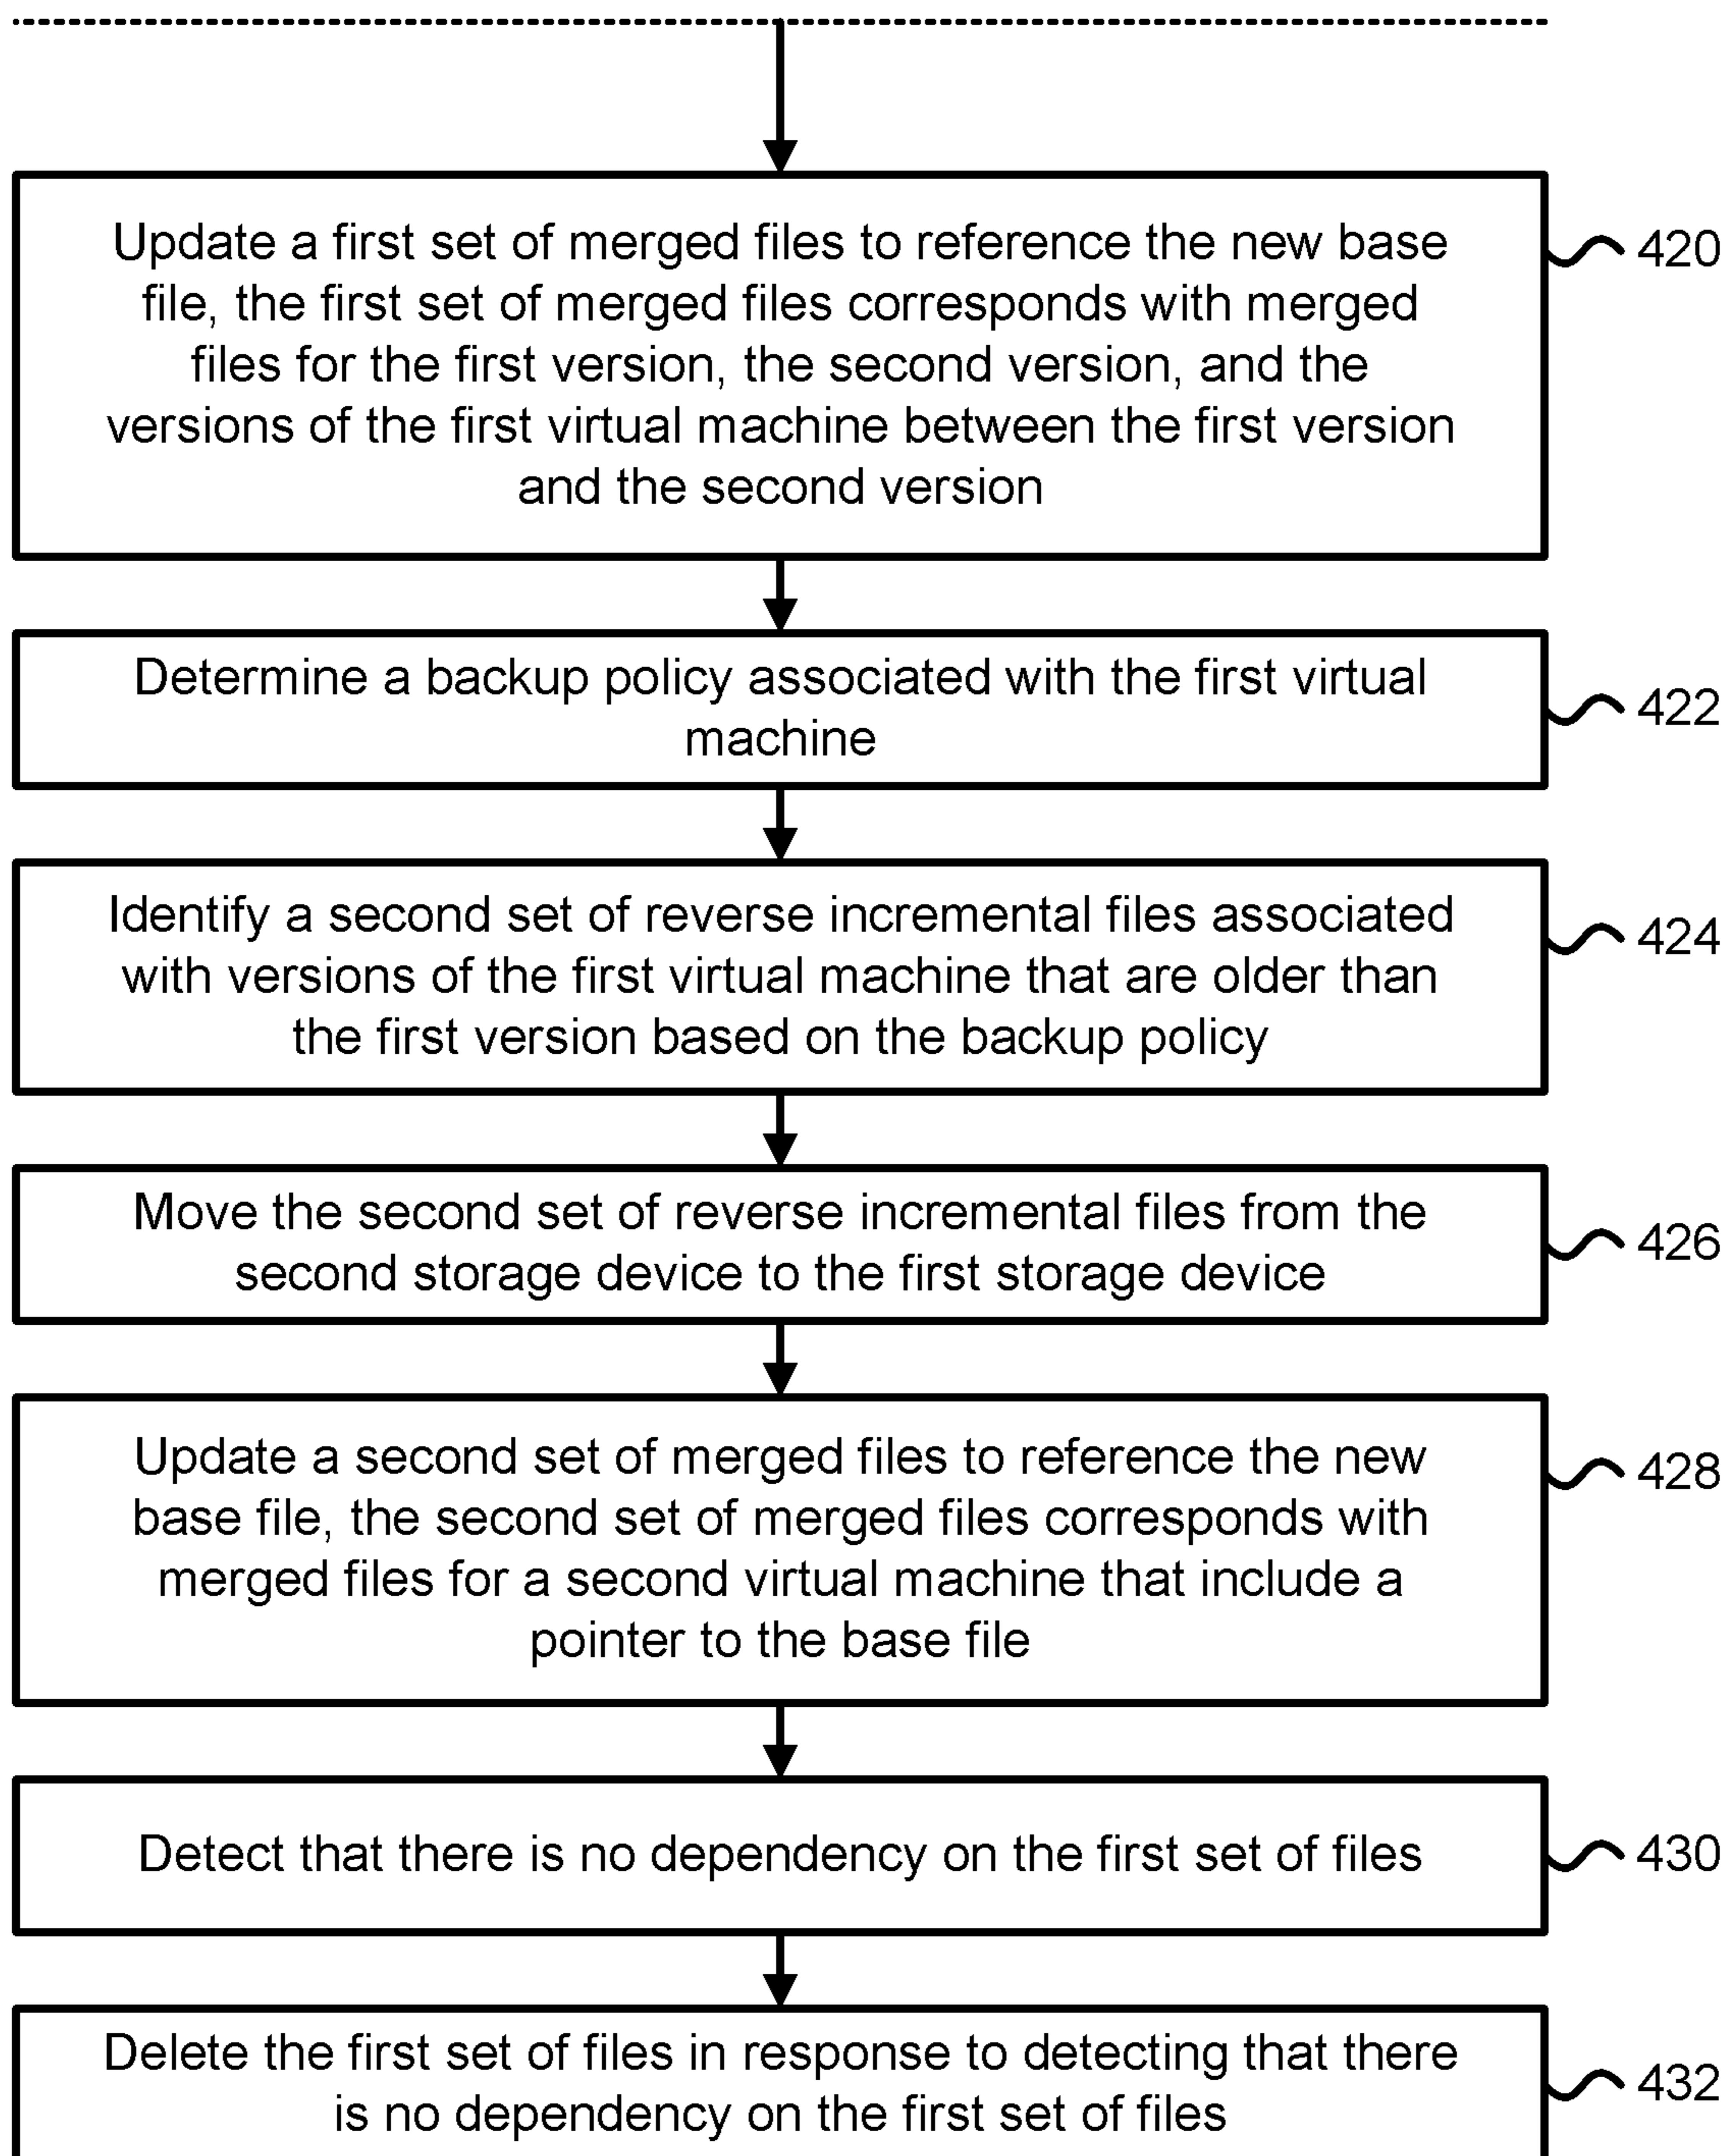 Update a first set of merged files to reference the new base
file, the first set of merged files corresponds with merged
files for the first version, the second version, and the
versions of the first virtual machine between the first version
and the second version
420
Determine a backup policy associated with the first virtual
machine
422
Identify a second set of reverse incremental files associated
with versions of the first virtual machine that are older than
the first version based on the backup policy
424
Move the second set of reverse incremental files from the
second storage device to the first storage device
426
Update a second set of merged files to reference the new
base file, the second set of merged files corresponds with
merged files for a second virtual machine that include a
pointer to the base file
428
Detect that there is no dependency on the first set of files
430
Delete the first set of files in response to detecting that there
is no dependency on the first set of files
432